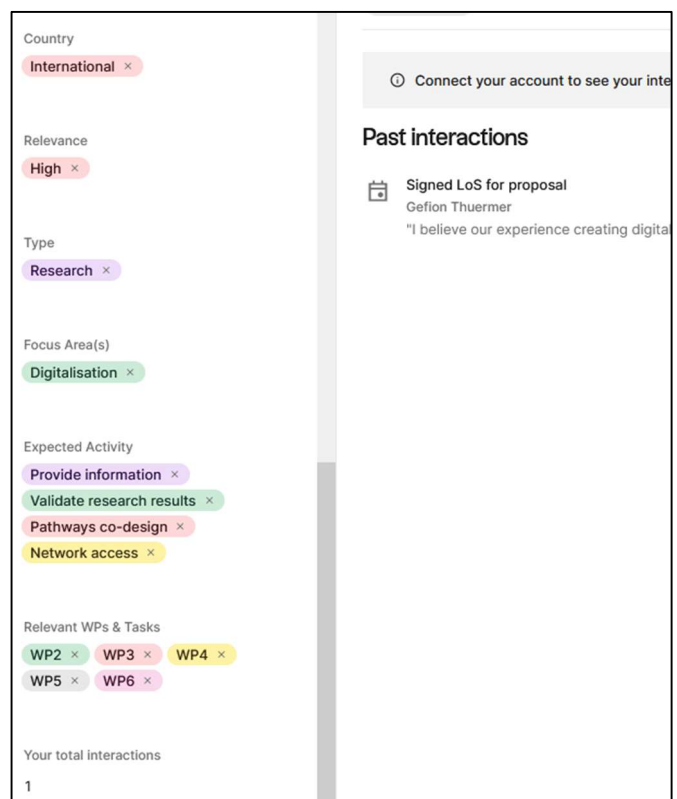 Country
International ×
Relevance
High ×
Type
Research ×
Focus Area(s)
Digitalisation ×
Expected Activity
Provide information ×
Validate research results ×
Pathways co-design ×
Network access ×
Relevant WPs & Tasks
WP2 × WP3 × WP4 ×
WP5 × WP6 ×
Your total interactions
1
Connect your account to see your inte
Past interactions
Signed LoS for proposal
Gefion Thuermer
"I believe our experience creating digital